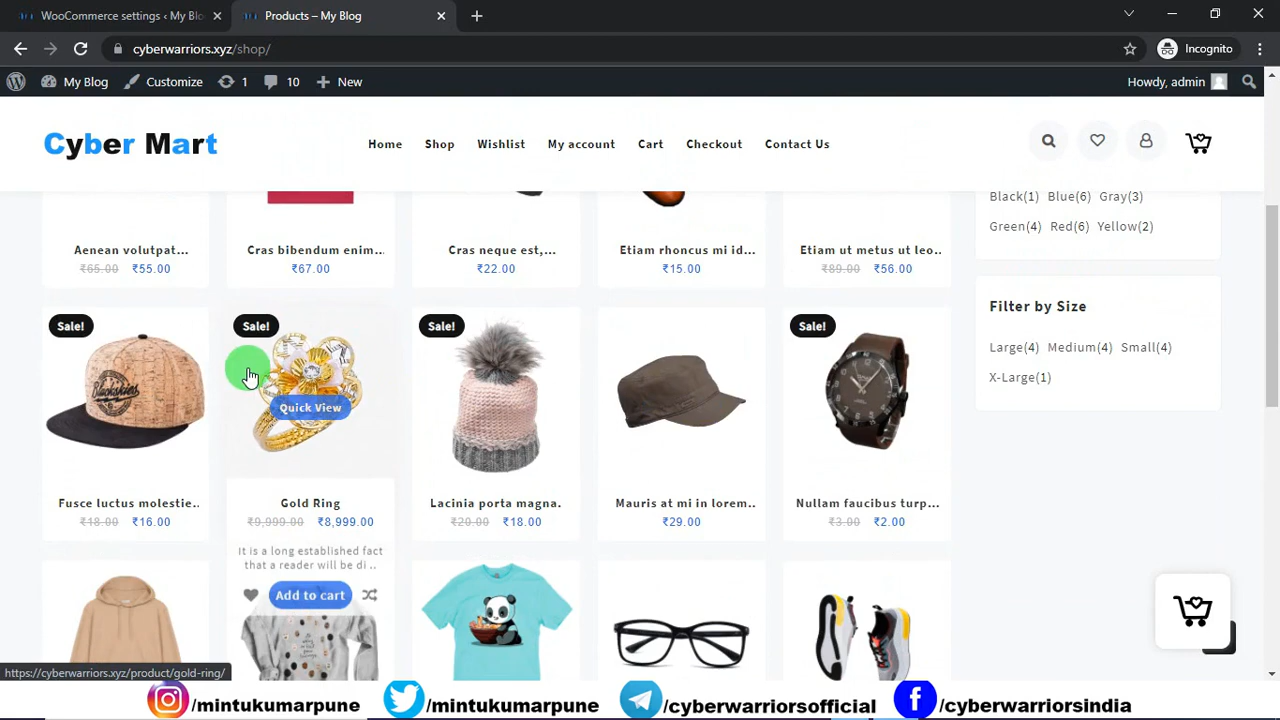 WooCommerce settings ‹ My Blo
Products – My Blog
cyberwarriors.xyz/shop/
Incognito
My Blog
Customize
1
10
New
Howdy, admin
Cyber Mart
Home
Shop
Wishlist
My account
Cart
Checkout
Contact Us
Black(1) Blue(6) Gray(3)
Green(4) Red(6) Yellow(2)
Aenean volutpat...
₹65.00 ₹55.00
Cras bibendum enim...
₹67.00
Cras neque est,...
₹22.00
Etiam rhoncus mi id...
₹15.00
Etiam ut metus ut leo..
₹89.00 ₹56.00
Filter by Size
Large(4) Medium(4) Small(4)
X-Large(1)
Sale!
Fusce luctus molestie..
₹18.00 ₹16.00
Sale!
Quick View
Gold Ring
₹9,999.00 ₹8,999.00
It is a long established fact
that a reader will be di ..
Add to cart
Sale!
Lacinia porta magna.
₹20.00 ₹18.00
Mauris at mi in lorem..
₹29.00
Sale!
Nullam faucibus turp...
₹3.00 ₹2.00
https://cyberwarriors.xyz/product/gold-ring/
/mintukumarpune
/mintukumarpune
/cyberwarriorsofficial
/cyberwarriorsindia